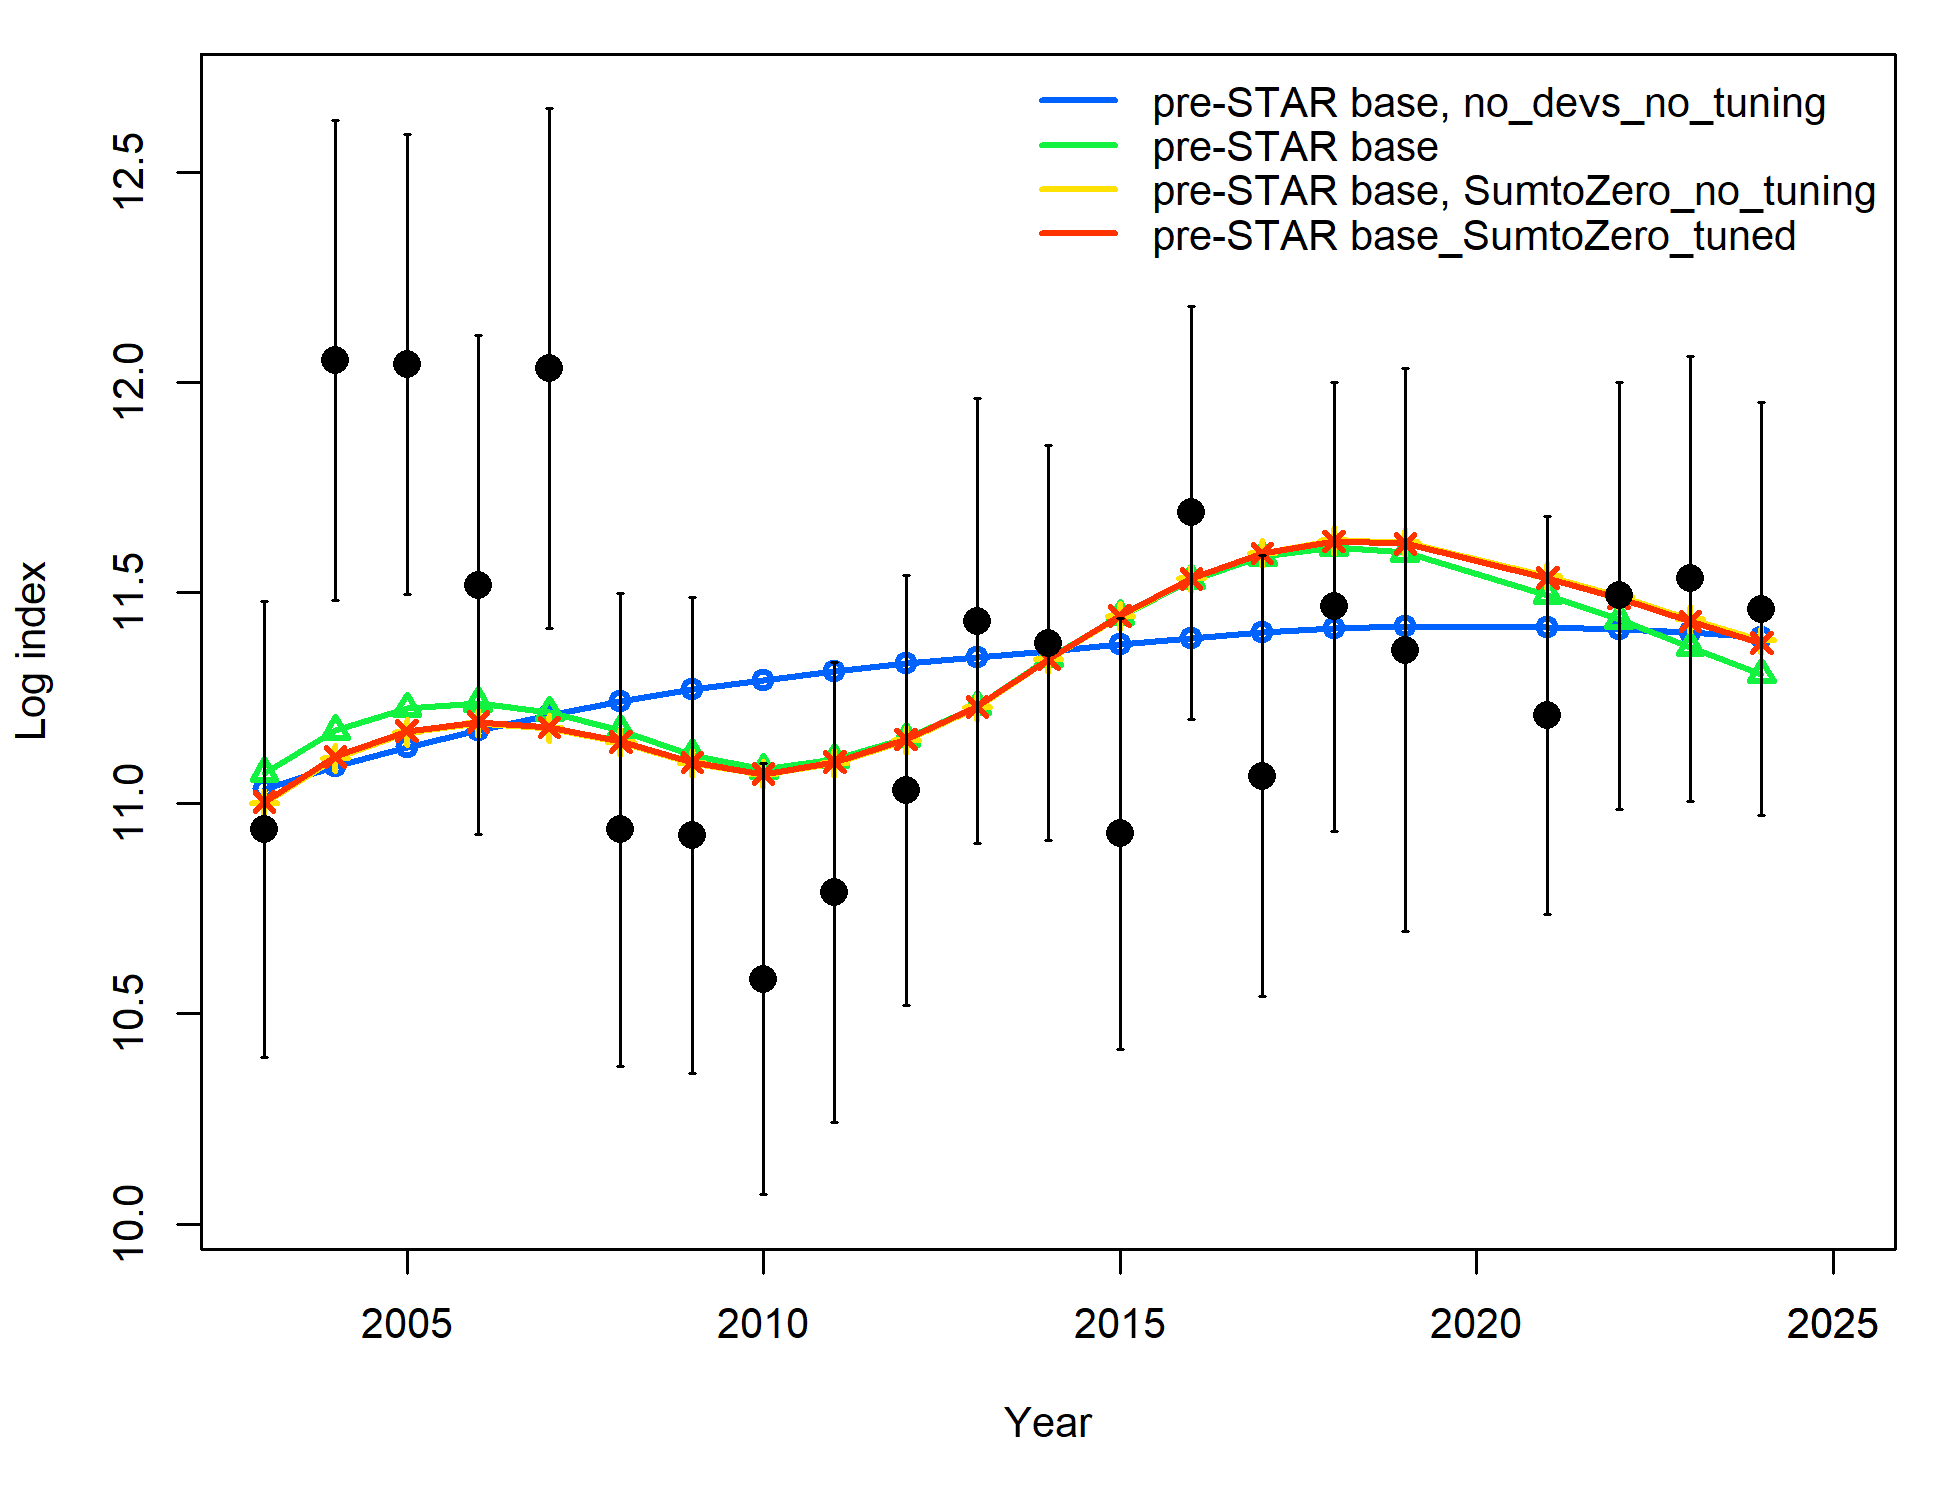 pre-STAR base, no_devs_no_tuning
pre-STAR base
pre-STAR base, SumtoZero_no_tuning
pre-STAR base_SumtoZero_tuned
Log index
12.5
12.0
11.5
11.0
10.5
10.0
2005
2010
2015
2020
2025
Year